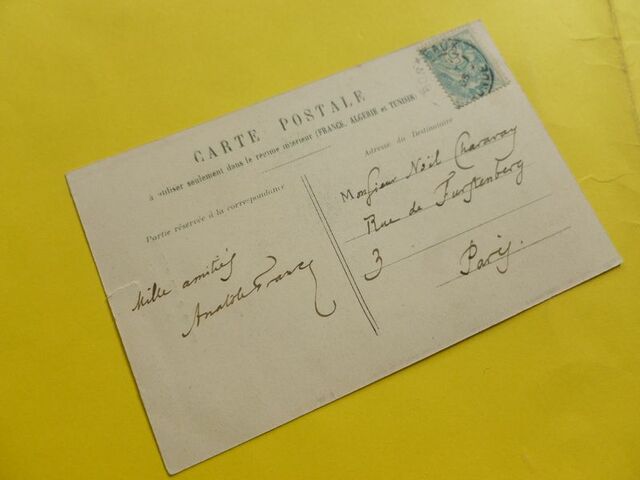 CARTE POSTALE
à utiliser seulement dans le régime intérieur (FRANCE, ALGÉRIE et TUNISIE)
Partie réservée à la correspondance
Mille amitiés
Anatole France
Adresse du Destinataire
Monsieur Noël Charavay
Rue de Furstenberg
3
Paris.